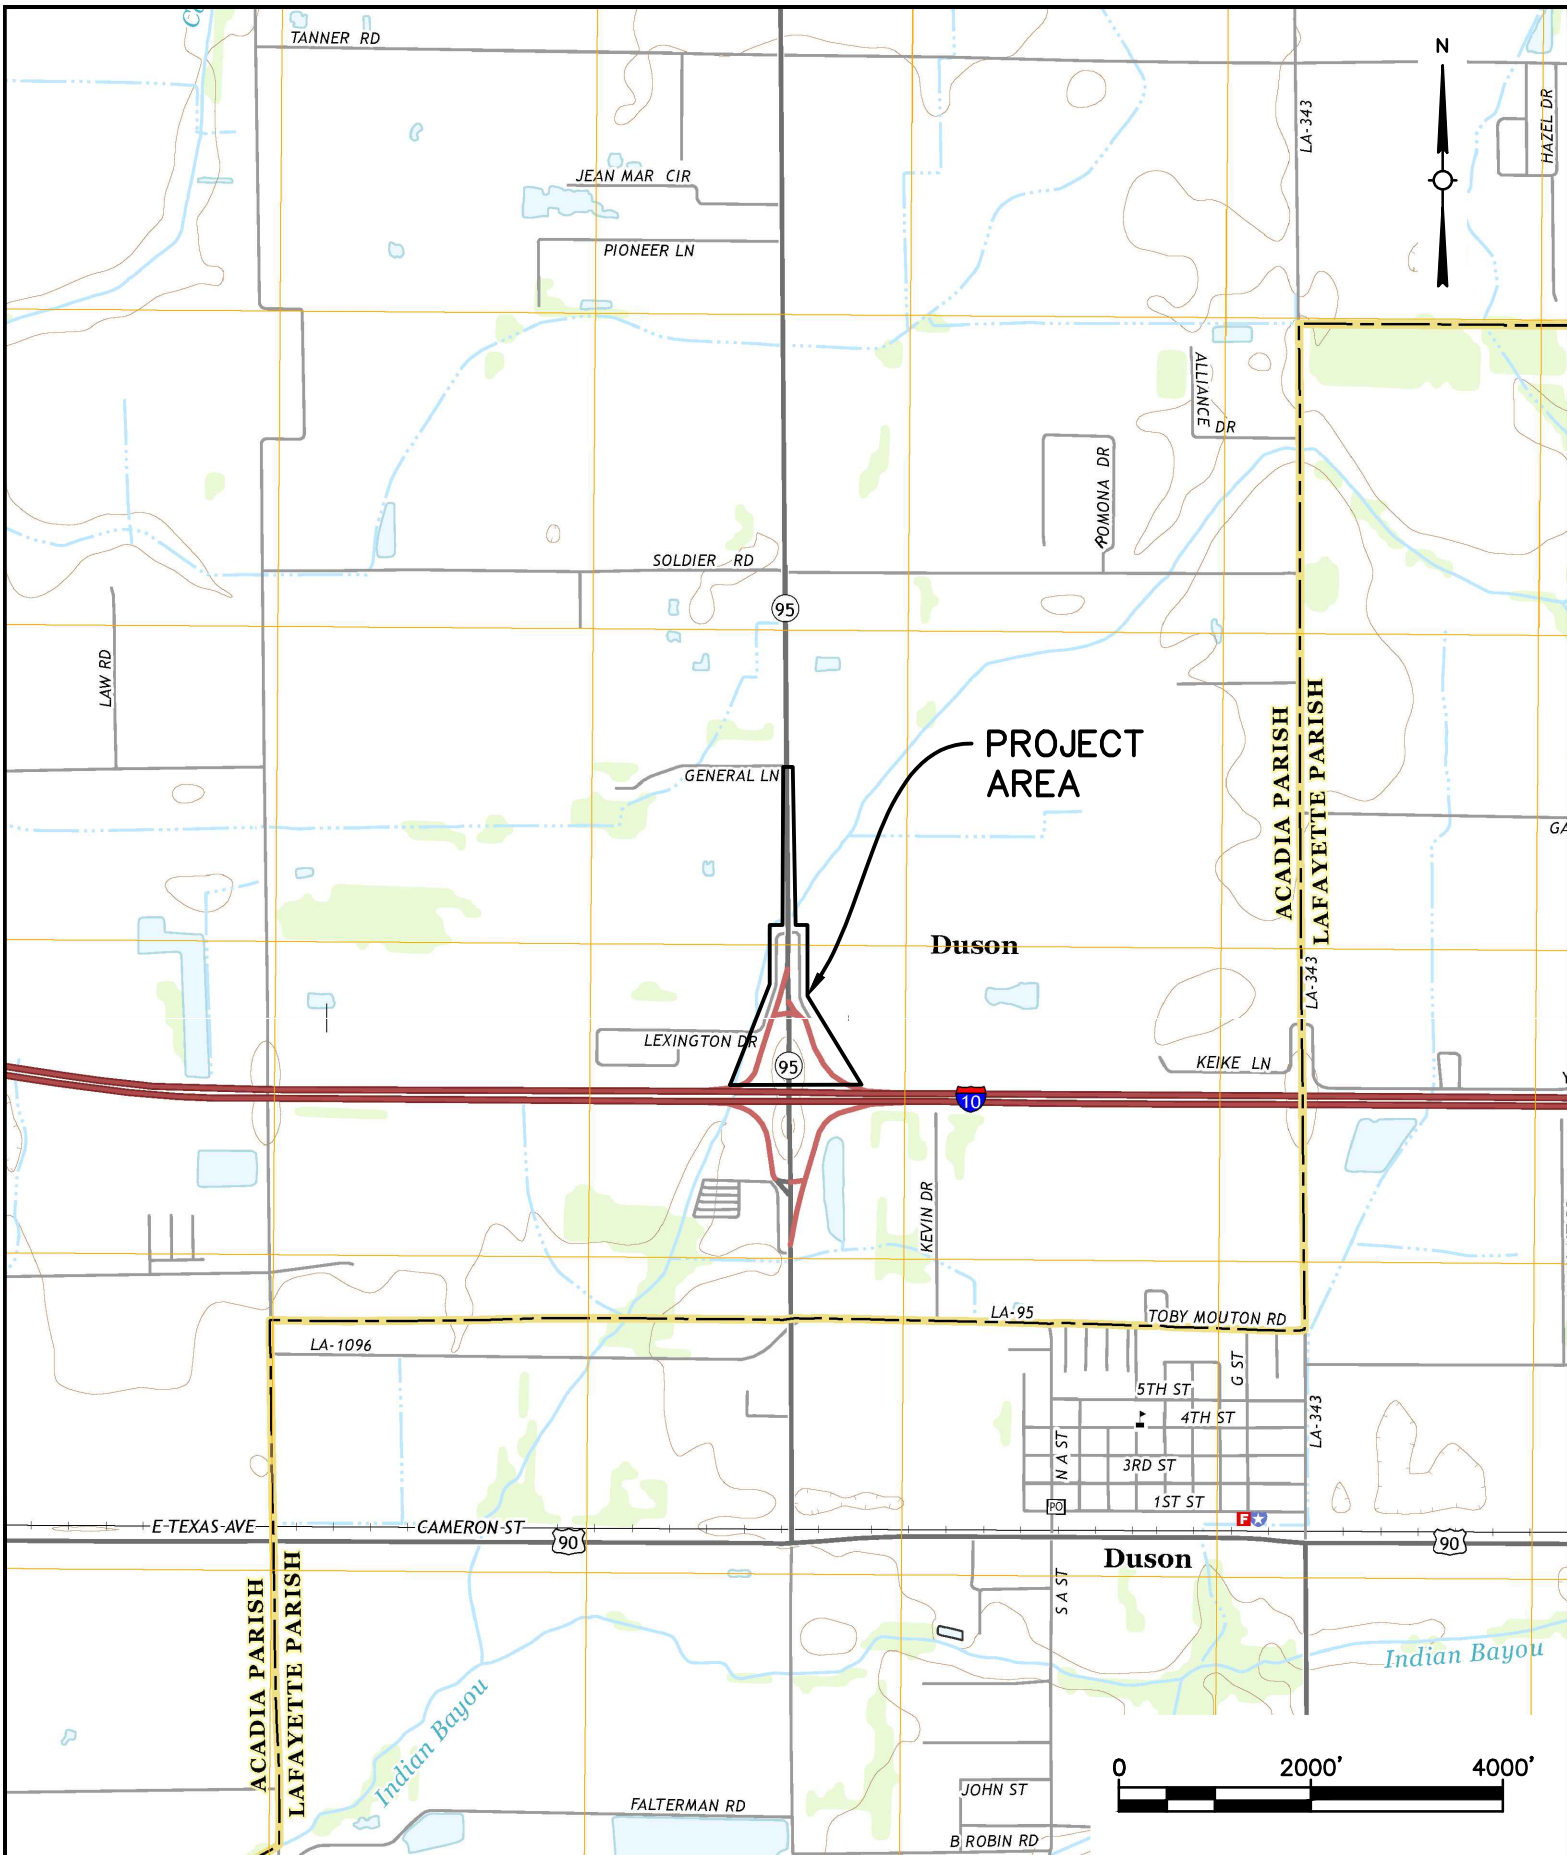 TANNER RD
N
LA-343
HAZEL DR
JEAN MAR CIR
PIONEER LN
ALLIANCE DR
POMONA DR
SOLDIER RD
95
LAW RD
ACADIA PARISH
LAFAYETTE PARISH
PROJECT
AREA
GENERAL LN
Duson
LA-343
LEXINGTON DR
95
KEIKE LN
10
KEVIN DR
LA-95
TOBY MOUTON RD
LA-1096
G ST
5TH ST
4TH ST
LA-343
N A ST
3RD ST
1ST ST
PO
F
E TEXAS AVE
CAMERON ST
90
90
Duson
S A ST
ACADIA PARISH
LAFAYETTE PARISH
Indian Bayou
Indian Bayou
0 2000' 4000'
JOHN ST
FALTERMAN RD
B ROBIN RD